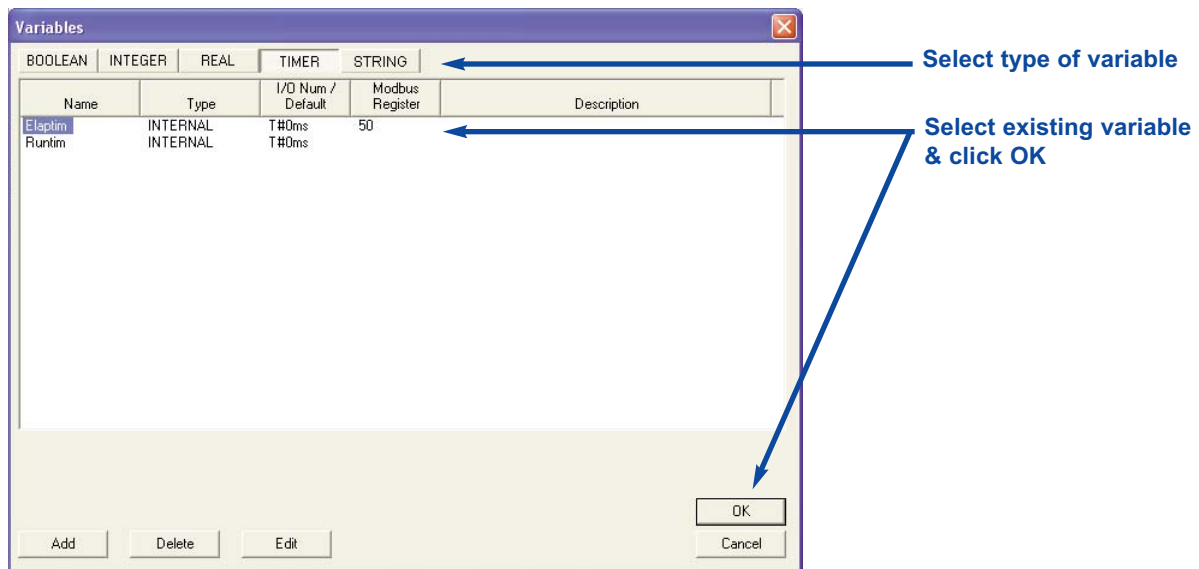 Variables
BOOLEAN INTEGER REAL TIMER STRING
Select type of variable
Name Type I/O Num / Default Modbus Register Description
Elaptim INTERNAL T#0ms 50
Runtim INTERNAL T#0ms
Select existing variable
& click OK
OK
Add Delete Edit Cancel